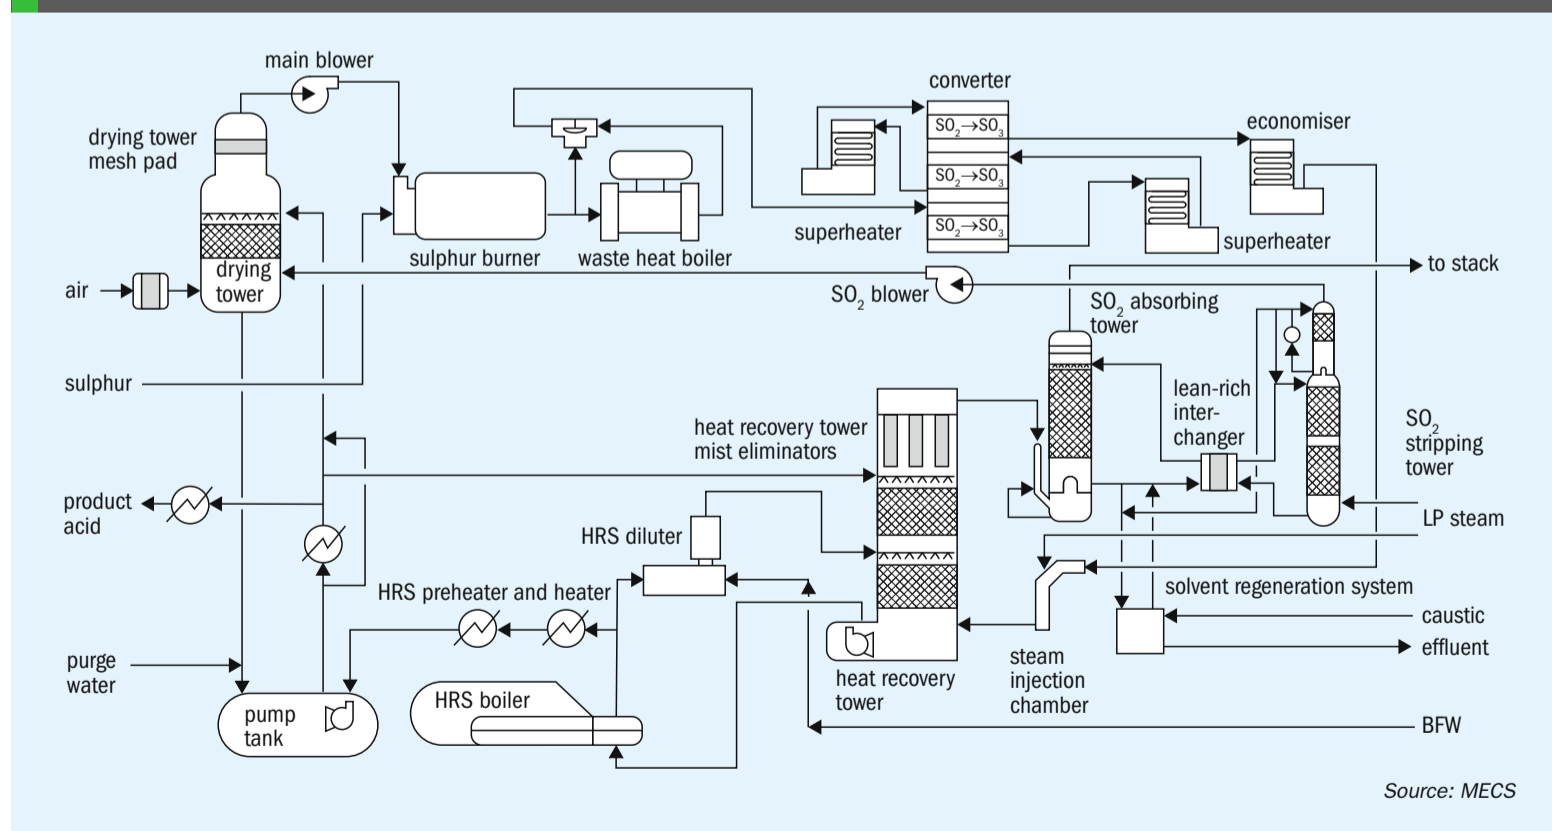 main blower
converter
drying tower
mesh pad
SO2→SO3
economiser
SO2→SO3
SO2→SO3
superheater
superheater
sulphur burner
waste heat boiler
drying
tower
air
to stack
SO2 blower
SO2 absorbing
tower
sulphur
lean-rich
inter-
changer
SO2
stripping
tower
heat recovery tower
mist eliminators
product
acid
LP steam
HRS diluter
solvent regeneration system
HRS preheater and heater
caustic
effluent
purge
water
steam
injection
chamber
heat recovery
tower
HRS boiler
pump
tank
BFW
Source: MECS